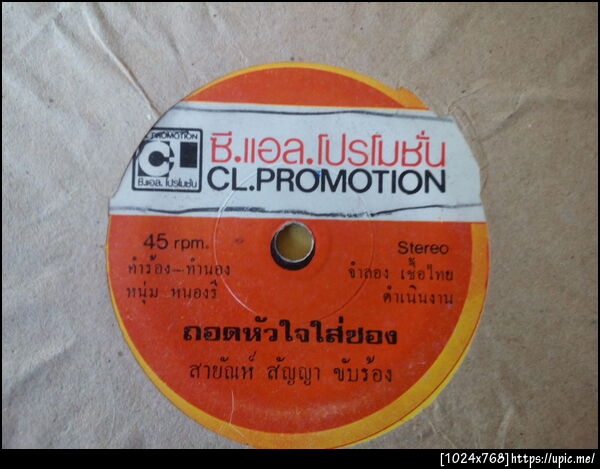 CL PROMOTION
ซี.แอล.โปรโมชั่น
ซี.แอล.โปรโมชั่น
CL.PROMOTION
45 rpm.
Stereo
คำร้อง–ทำนอง
จำลอง เชื้อไทย
หนุ่ม หนองรี
ดำเนินงาน
ถอดหัวใจใส่ซอง
สายัณห์ สัญญา ขับร้อง
[1024x768]https://upic.me/